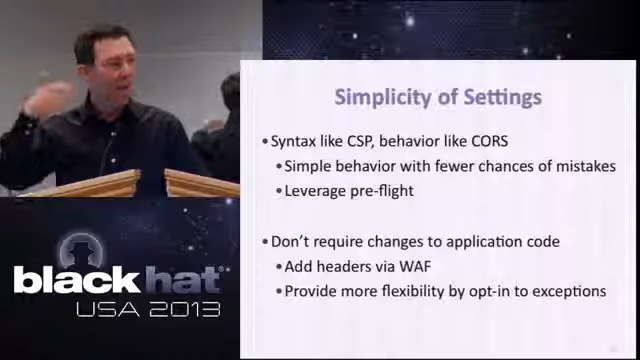 Simplicity of Settings
• Syntax like CSP, behavior like CORS
• Simple behavior with fewer chances of mistakes
• Leverage pre-flight
• Don't require changes to application code
• Add headers via WAF
• Provide more flexibility by opt-in to exceptions
black hat®
USA 2013